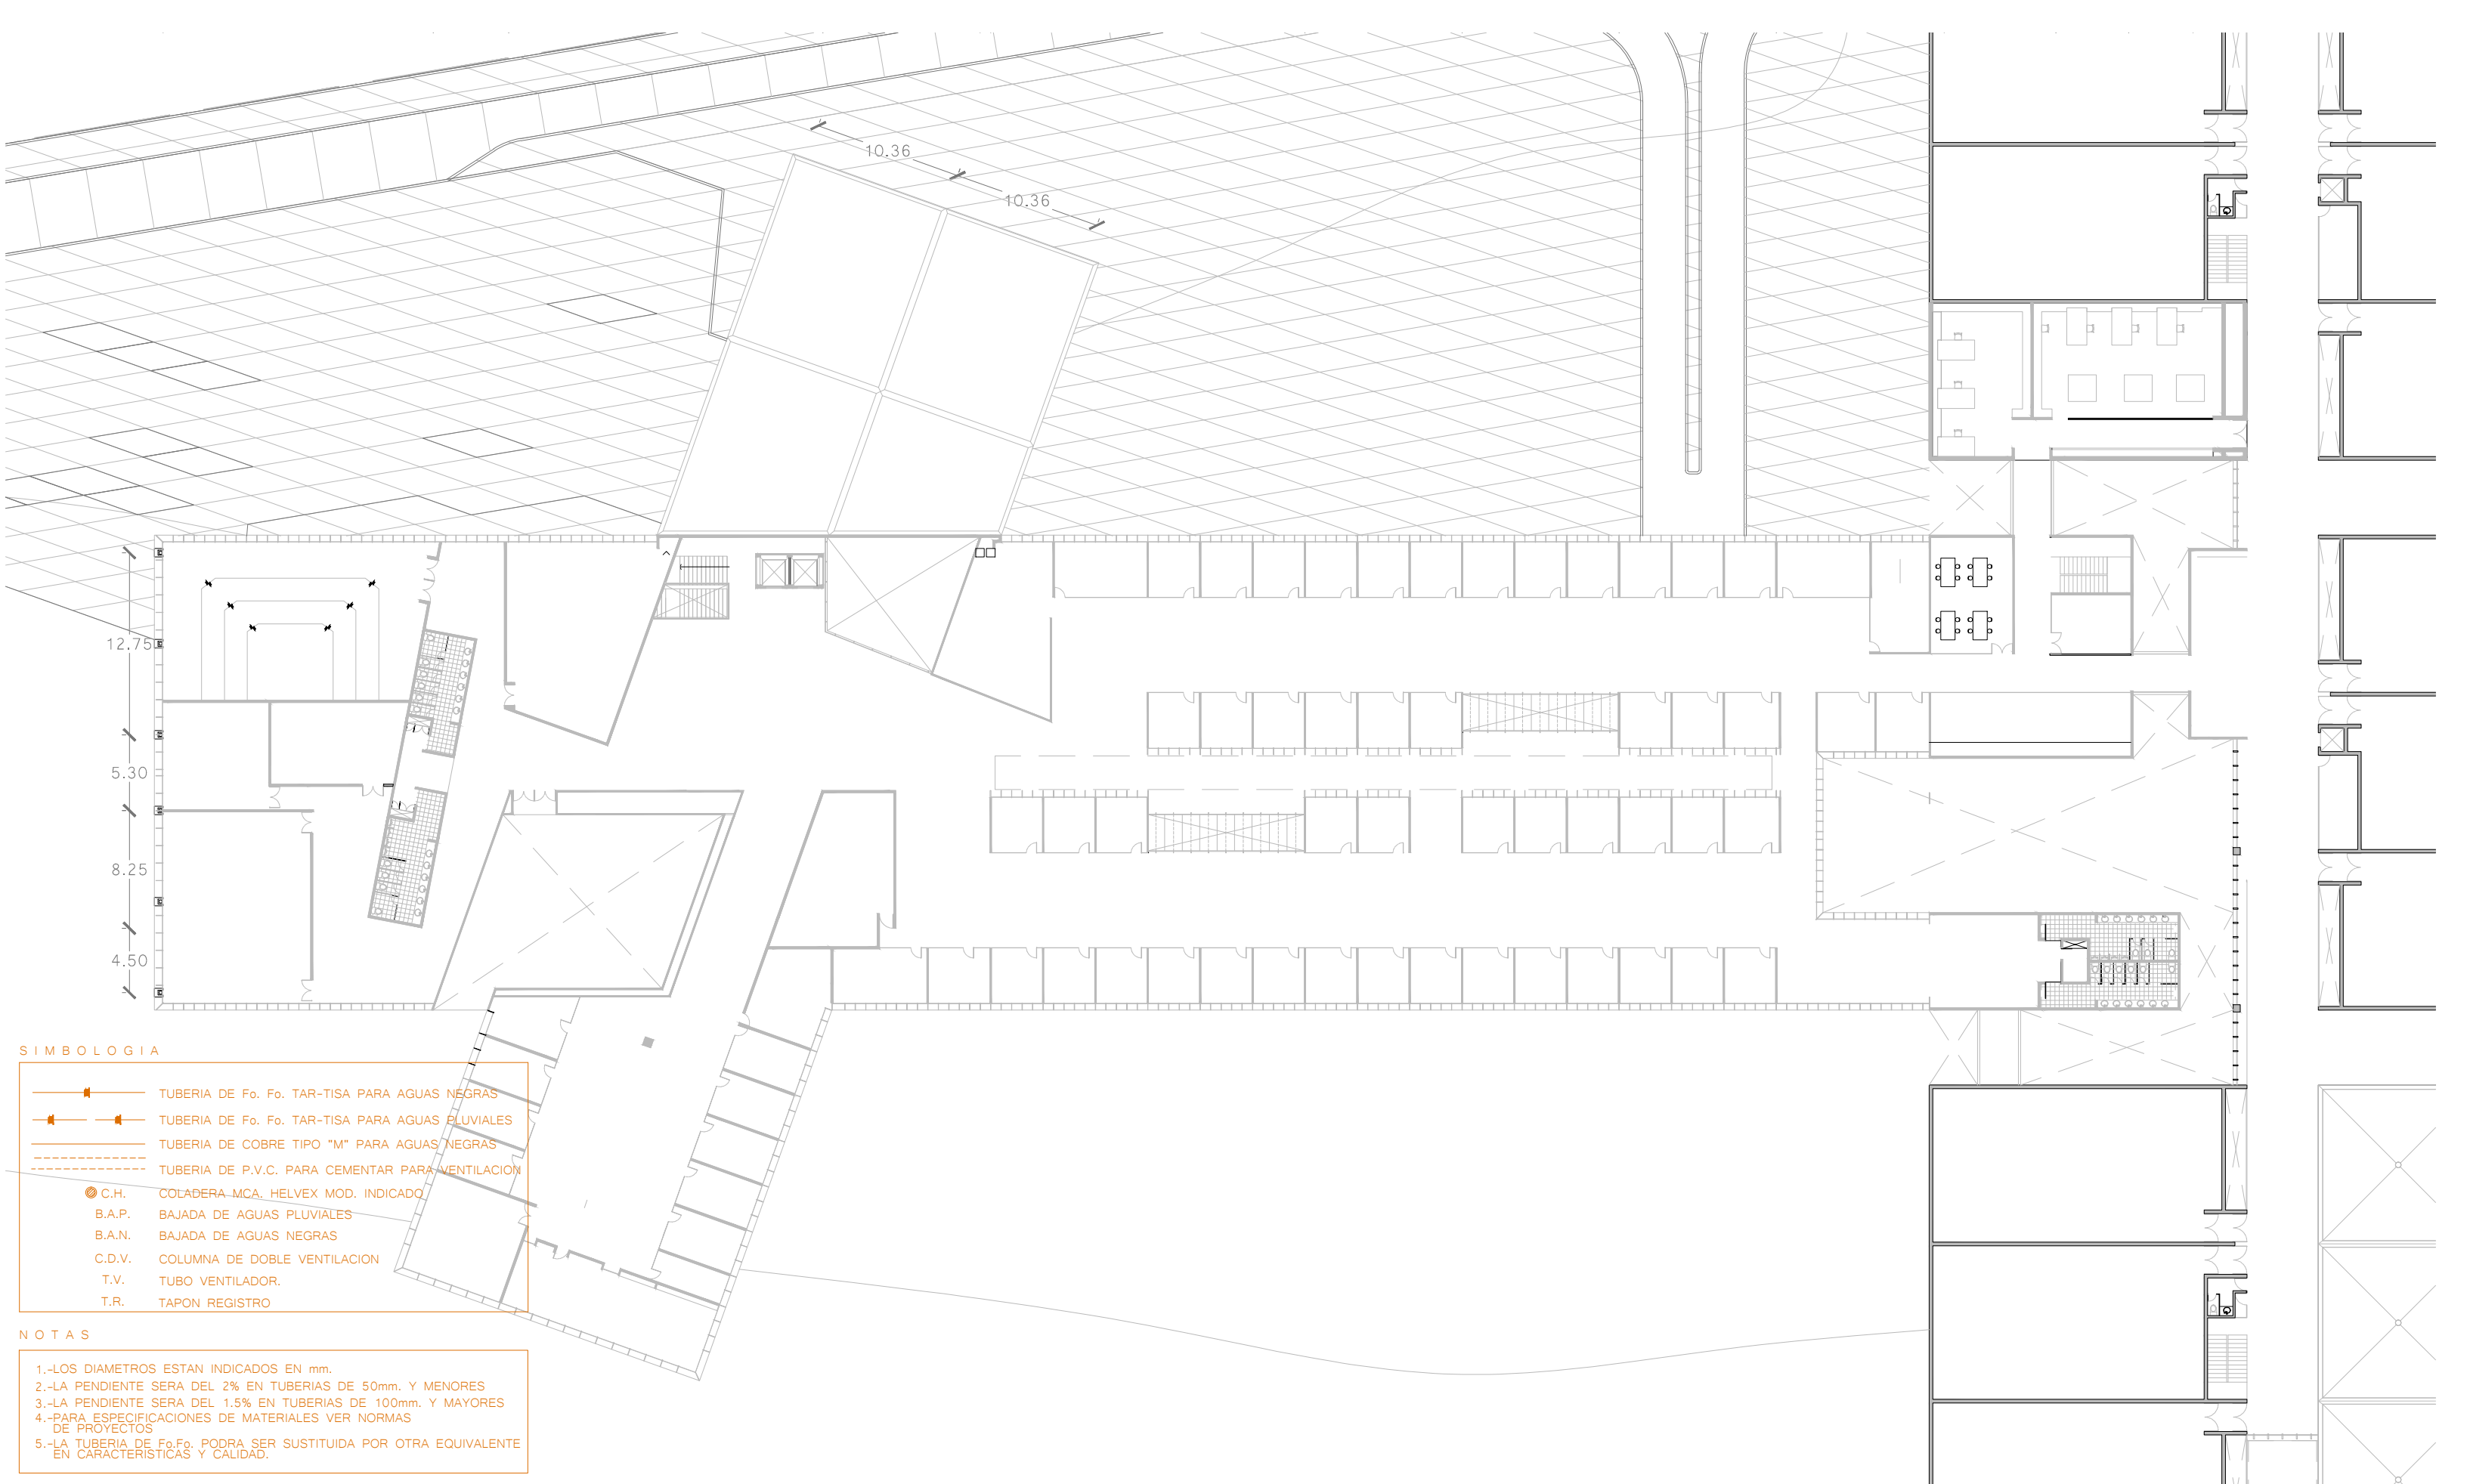 10.36
10.36
12.75
5.30
8.25
4.50
SIMBOLOGIA
TUBERIA DE Fo. Fo. TAR-TISA PARA AGUAS NEGRAS
TUBERIA DE Fo. Fo. TAR-TISA PARA AGUAS PLUVIALES
TUBERIA DE COBRE TIPO "M" PARA AGUAS NEGRAS
TUBERIA DE P.V.C. PARA CEMENTAR PARA VENTILACION
C.H. COLADERA MCA. HELVEX MOD. INDICADO
B.A.P. BAJADA DE AGUAS PLUVIALES
B.A.N. BAJADA DE AGUAS NEGRAS
C.D.V. COLUMNA DE DOBLE VENTILACION
T.V. TUBO VENTILADOR.
T.R. TAPON REGISTRO
NOTAS
1.-LOS DIAMETROS ESTAN INDICADOS EN mm.
2.-LA PENDIENTE SERA DEL 2% EN TUBERIAS DE 50mm. Y MENORES
3.-LA PENDIENTE SERA DEL 1.5% EN TUBERIAS DE 100mm. Y MAYORES
4.-PARA ESPECIFICACIONES DE MATERIALES VER NORMAS
DE PROYECTOS
5.-LA TUBERIA DE Fo.Fo. PODRA SER SUSTITUIDA POR OTRA EQUIVALENTE
EN CARACTERISTICAS Y CALIDAD.